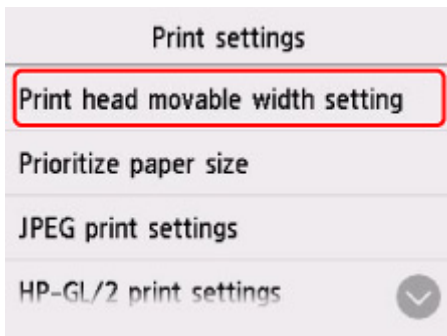 Print settings
Print head movable width setting
Prioritize paper size
JPEG print settings
HP-GL/2 print settings